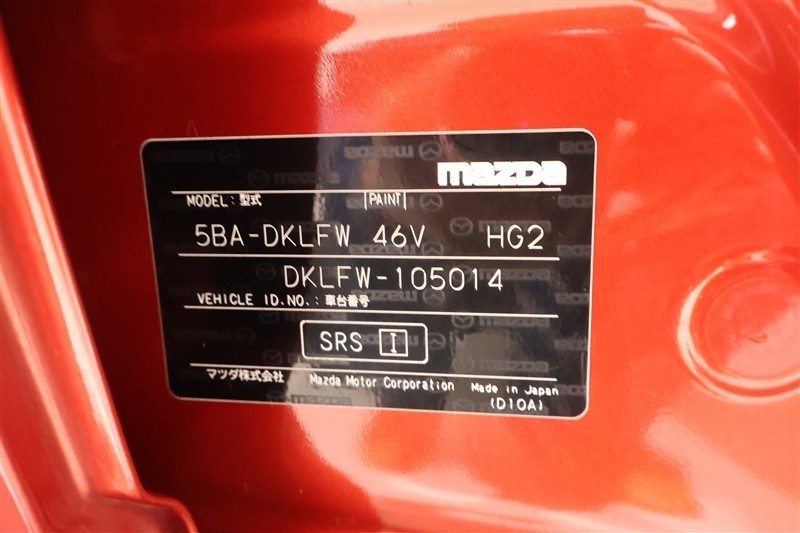 mazda
MODEL : 型式 |PAINT|
5BA-DKLFW 46V HG2
DKLFW-105014
VEHICLE ID.NO. : 車台番号
SRS I
マツダ株式会社 Mazda Motor Corporation Made in Japan
(D10A)